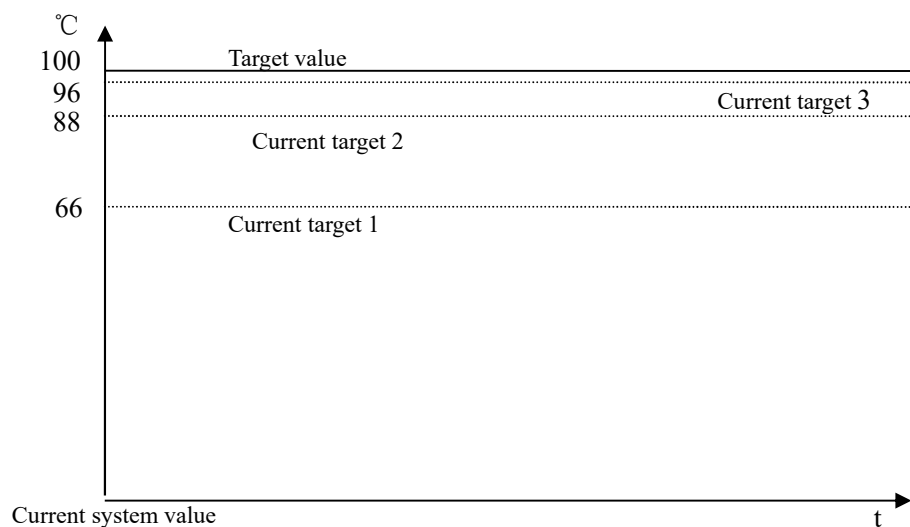 ℃
100
Target value
96
Current target 3
88
Current target 2
66
Current target 1
Current system value
t